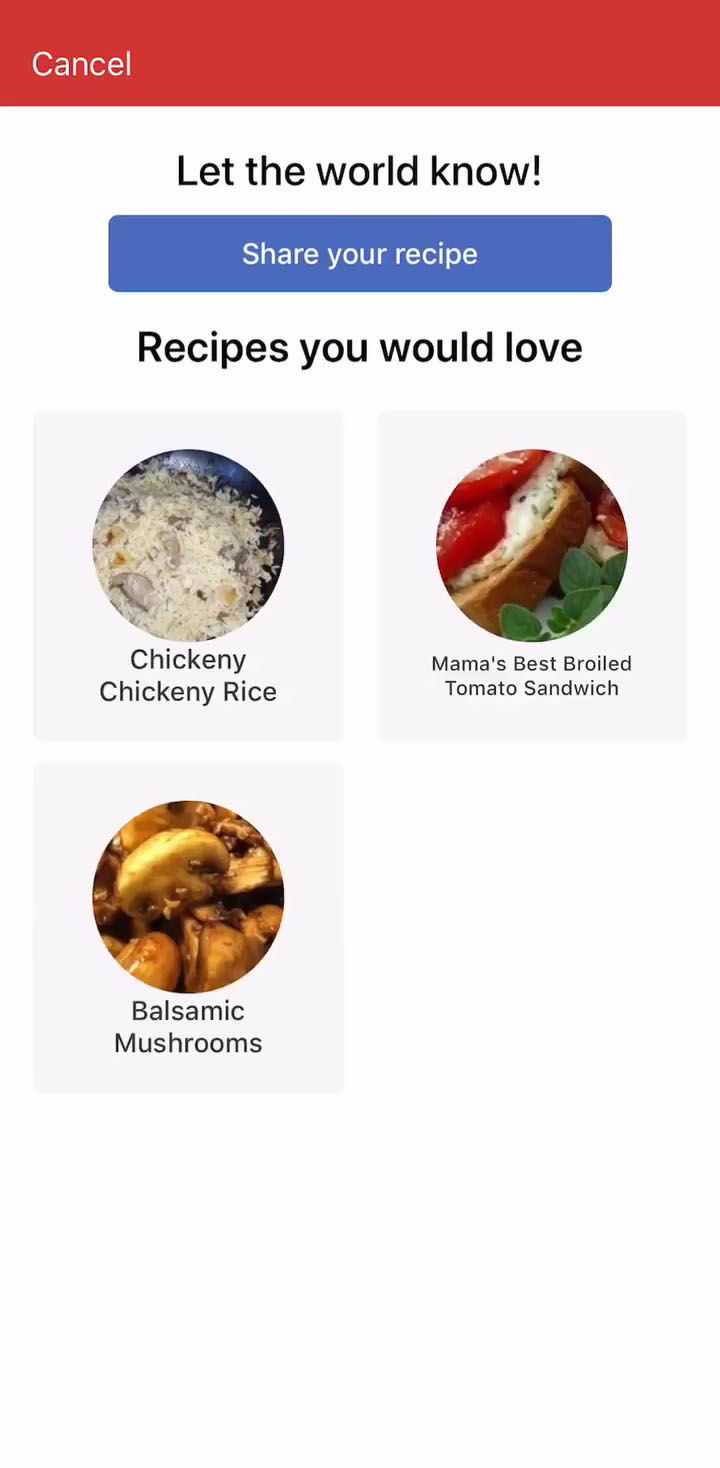 Cancel
Let the world know!
Share your recipe
Recipes you would love
Chickeny
Chickeny Rice
Mama's Best Broiled
Tomato Sandwich
Balsamic
Mushrooms